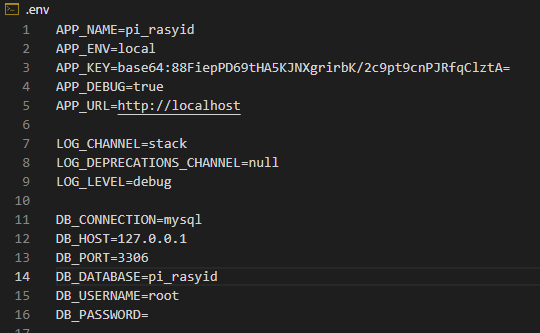 .env
1 APP_NAME=pi_rasyid
2 APP_ENV=local
3 APP_KEY=base64:88FiepPD69tHA5KJNXgrirbK/2c9pt9cnPJRfqClztA=
4 APP_DEBUG=true
5 APP_URL=http://localhost
6
7 LOG_CHANNEL=stack
8 LOG_DEPRECATIONS_CHANNEL=null
9 LOG_LEVEL=debug
10
11 DB_CONNECTION=mysql
12 DB_HOST=127.0.0.1
13 DB_PORT=3306
14 DB_DATABASE=pi_rasyid
15 DB_USERNAME=root
16 DB_PASSWORD=
17